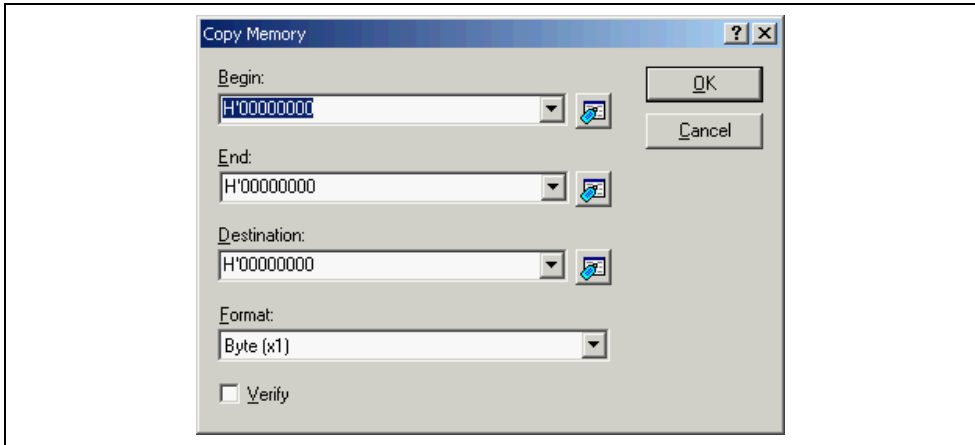 Copy Memory
Begin:
H'00000000
OK
Cancel
End:
H'00000000
Destination:
H'00000000
Format:
Byte (x1)
Verify